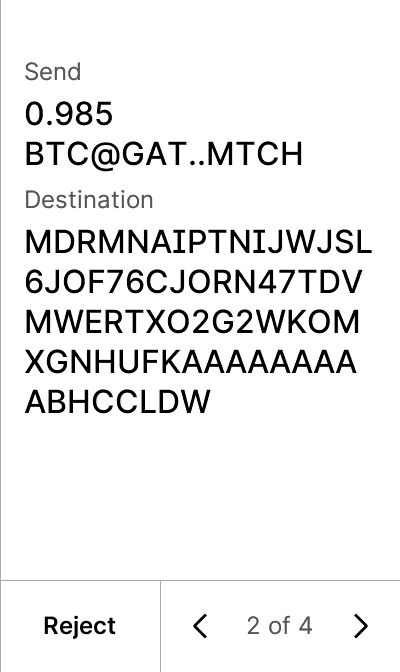 Send
0.985
BTC@GAT..MTCH
Destination
MDRMNAIPTNIJWJSL
6JOF76CJORN47TDV
MWERTXO2G2WKOM
XGNHUFKAAAAAAAA
ABHCCLDW
Reject
2 of 4